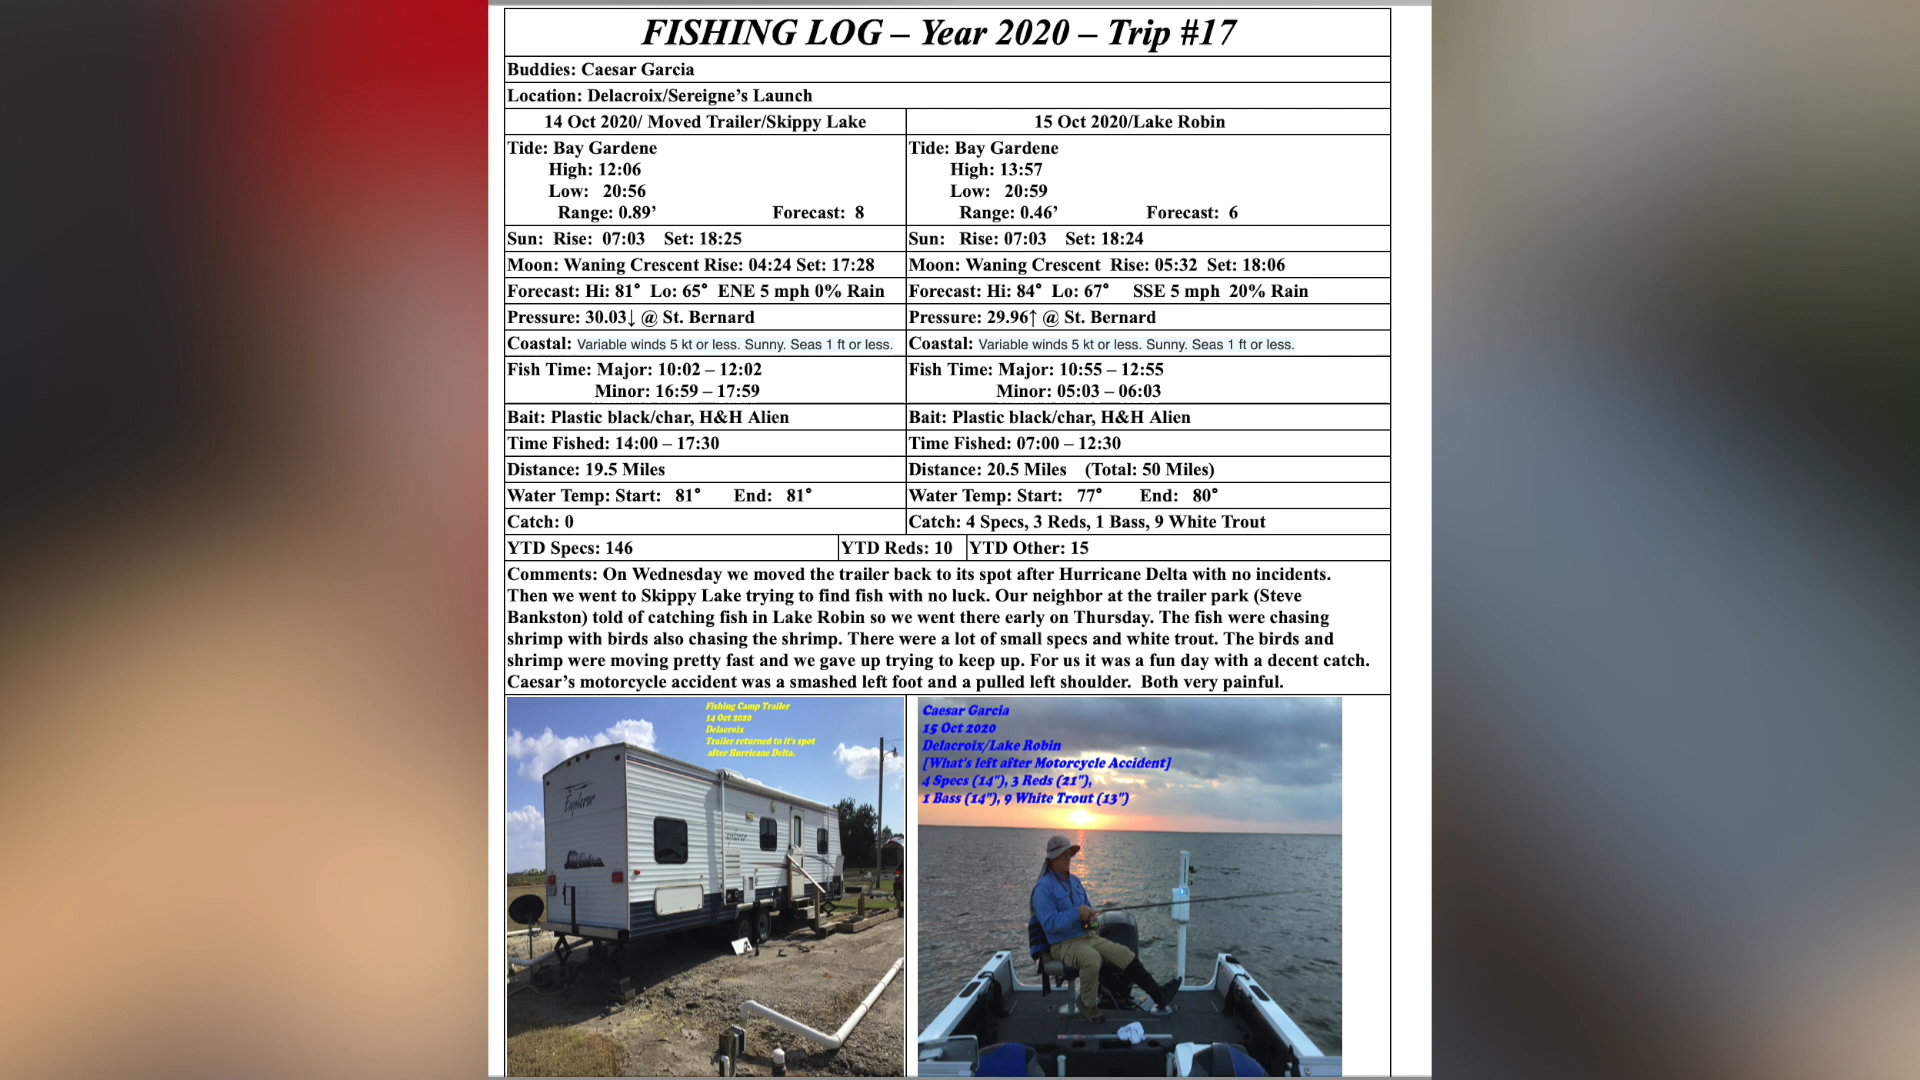 FISHING LOG – Year 2020 – Trip #17
Buddies: Caesar Garcia
Location: Delacroix/Sereigne’s Launch
14 Oct 2020/ Moved Trailer/Skippy Lake
15 Oct 2020/Lake Robin
Tide: Bay Gardene
High: 12:06
Low: 20:56
Range: 0.89’ Forecast: 8
Tide: Bay Gardene
High: 13:57
Low: 20:59
Range: 0.46’ Forecast: 6
Sun: Rise: 07:03 Set: 18:25
Sun: Rise: 07:03 Set: 18:24
Moon: Waning Crescent Rise: 04:24 Set: 17:28
Moon: Waning Crescent Rise: 05:32 Set: 18:06
Forecast: Hi: 81° Lo: 65° ENE 5 mph 0% Rain
Forecast: Hi: 84° Lo: 67° SSE 5 mph 20% Rain
Pressure: 30.03↓ @ St. Bernard
Pressure: 29.96↑ @ St. Bernard
Coastal: Variable winds 5 kt or less. Sunny. Seas 1 ft or less.
Coastal: Variable winds 5 kt or less. Sunny. Seas 1 ft or less.
Fish Time: Major: 10:02 – 12:02
Minor: 16:59 – 17:59
Fish Time: Major: 10:55 – 12:55
Minor: 05:03 – 06:03
Bait: Plastic black/char, H&H Alien
Bait: Plastic black/char, H&H Alien
Time Fished: 14:00 – 17:30
Time Fished: 07:00 – 12:30
Distance: 19.5 Miles
Distance: 20.5 Miles (Total: 50 Miles)
Water Temp: Start: 81° End: 81°
Water Temp: Start: 77° End: 80°
Catch: 0
Catch: 4 Specs, 3 Reds, 1 Bass, 9 White Trout
YTD Specs: 146
YTD Reds: 10
YTD Other: 15
Comments: On Wednesday we moved the trailer back to its spot after Hurricane Delta with no incidents.
Then we went to Skippy Lake trying to find fish with no luck. Our neighbor at the trailer park (Steve
Bankston) told of catching fish in Lake Robin so we went there early on Thursday. The fish were chasing
shrimp with birds also chasing the shrimp. There were a lot of small specs and white trout. The birds and
shrimp were moving pretty fast and we gave up trying to keep up. For us it was a fun day with a decent catch.
Caesar’s motorcycle accident was a smashed left foot and a pulled left shoulder. Both very painful.
Fishing Camp Trailer
14 Oct 2020
Delacroix
Trailer returned to it's spot
after Hurricane Delta.
Explorer
Caesar Garcia
15 Oct 2020
Delacroix/Lake Robin
[What's left after Motorcycle Accident]
4 Specs (14"), 3 Reds (21"),
1 Bass (14"), 9 White Trout (13")